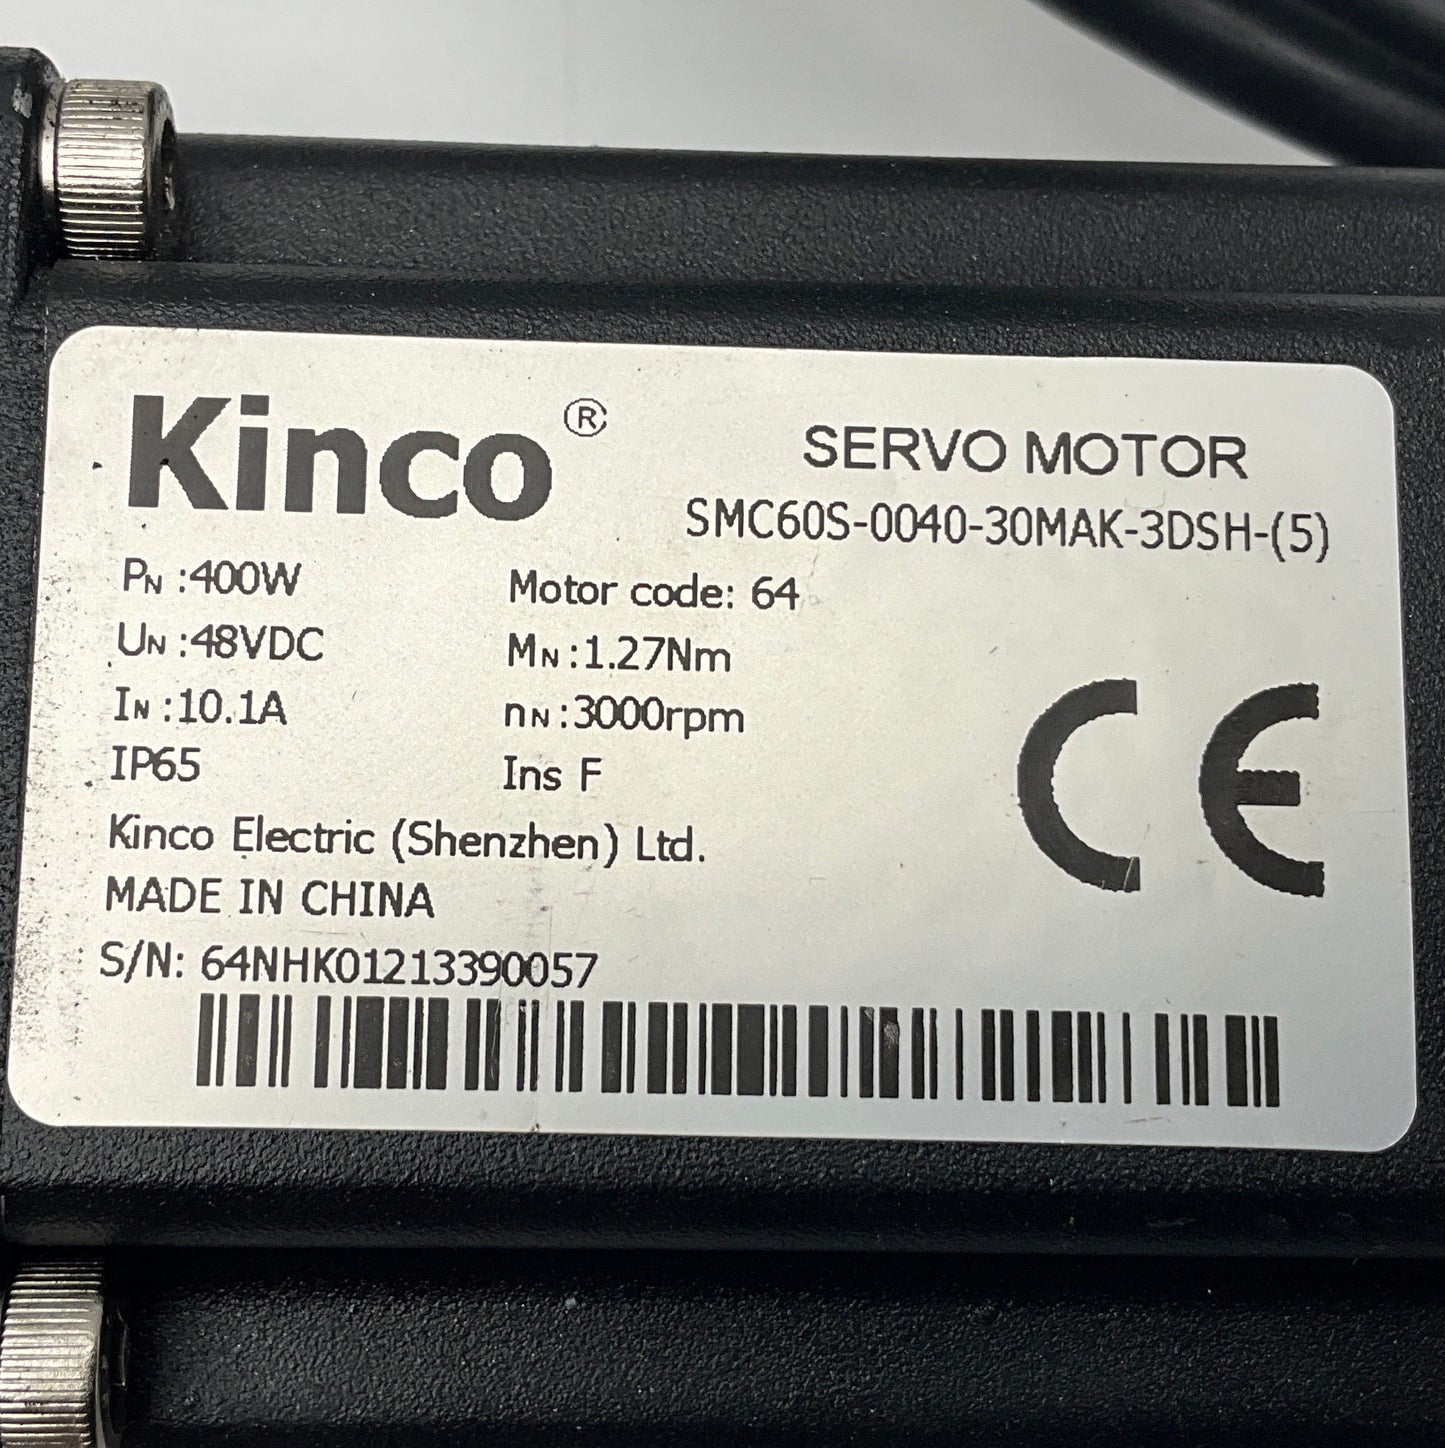 Kinco ®
SERVO MOTOR
SMC60S-0040-30MAK-3DSH-(5)
PN :400W Motor code: 64
UN :48VDC MN :1.27Nm
IN :10.1A nN :3000rpm
IP65 Ins F
Kinco Electric (Shenzhen) Ltd.
MADE IN CHINA
S/N: 64NHK01213390057
CE